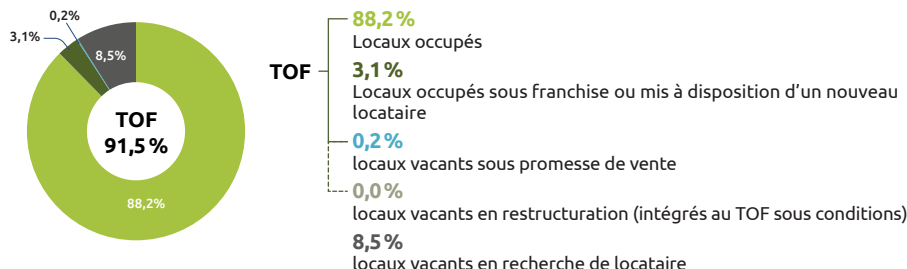 0,2%
3,1%
8,5%
TOF
91,5 %
88,2%
TOF
88,2 %
Locaux occupés
3,1 %
Locaux occupés sous franchise ou mis à disposition d’un nouveau
locataire
0,2 %
locaux vacants sous promesse de vente
0,0 %
locaux vacants en restructuration (intégrés au TOF sous conditions)
8,5 %
locaux vacants en recherche de locataire